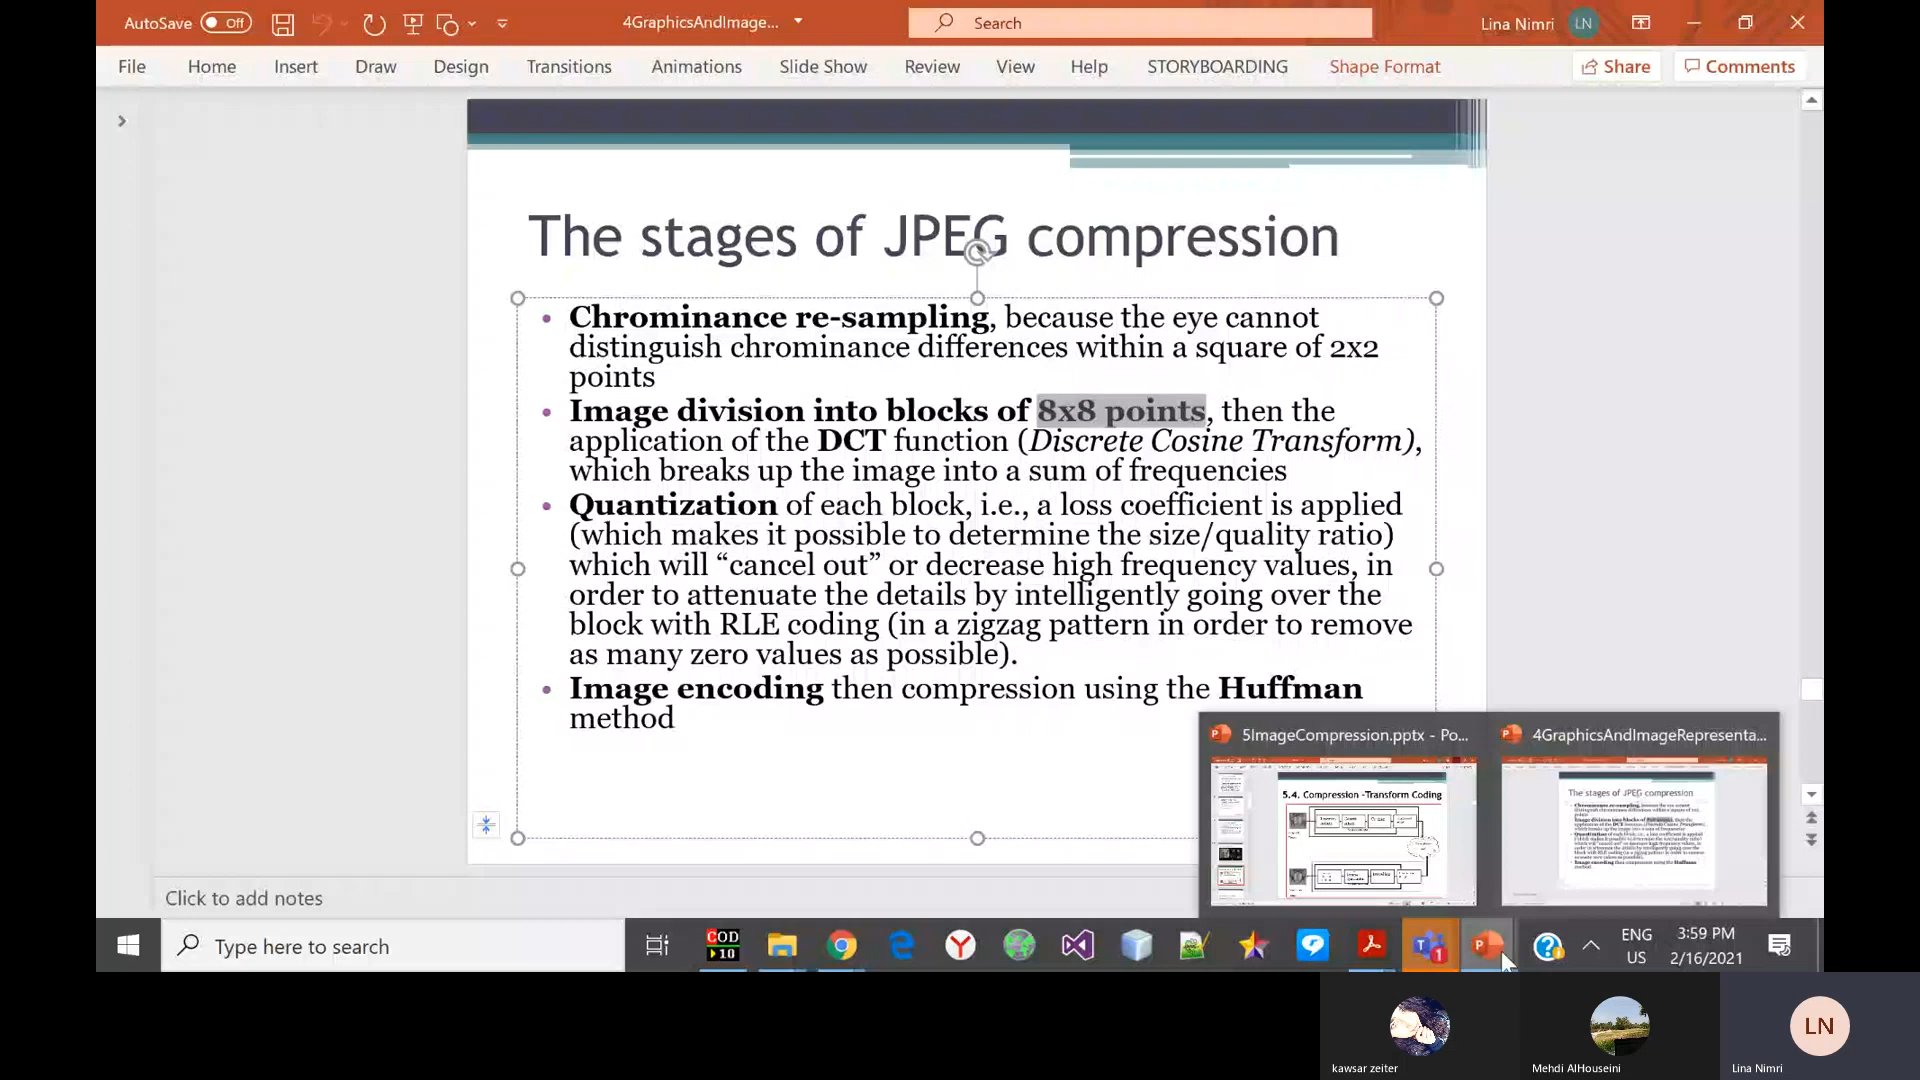 AutoSave Off
4GraphicsAndImage...
Search
Lina Nimri LN
File Home Insert Draw Design Transitions Animations Slide Show Review View Help STORYBOARDING Shape Format Share Comments
The stages of JPEG compression
• Chrominance re-sampling, because the eye cannot
distinguish chrominance differences within a square of 2x2
points
• Image division into blocks of 8x8 points, then the
application of the DCT function (Discrete Cosine Transform),
which breaks up the image into a sum of frequencies
• Quantization of each block, i.e., a loss coefficient is applied
(which makes it possible to determine the size/quality ratio)
which will “cancel out” or decrease high frequency values, in
order to attenuate the details by intelligently going over the
block with RLE coding (in a zigzag pattern in order to remove
as many zero values as possible).
• Image encoding then compression using the Huffman
method
5ImageCompression.pptx - Po...
4GraphicsAndImageRepresenta...
5.4. Compression -Transform Coding
The stages of JPEG compression
Click to add notes
Type here to search
COD
10
1
ENG
US
3:59 PM
2/16/2021
kawsar zeiter
Mehdi AlHouseini
LN
Lina Nimri